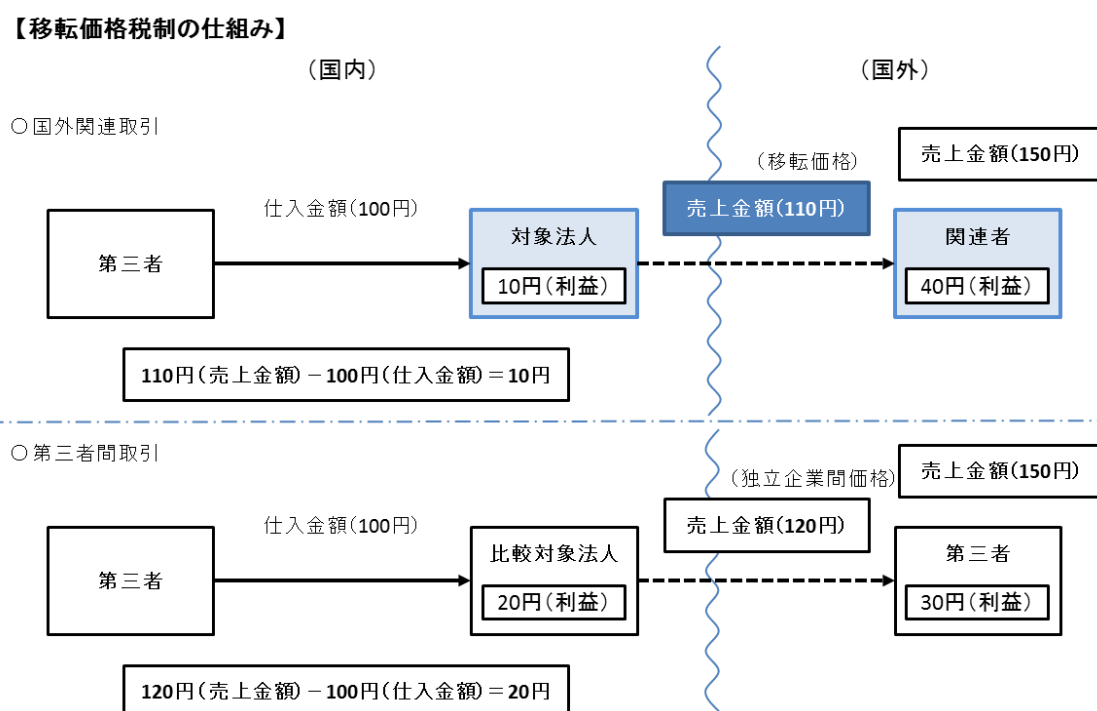 【移転価格税制の仕組み】
(国内)
(国外)
○国外関連取引
売上金額(150円)
(移転価格)
仕入金額(100円)
売上金額(110円)
第三者
対象法人
10円(利益)
関連者
40円(利益)
110円(売上金額)－100円(仕入金額)＝10円
○第三者間取引
売上金額(150円)
(独立企業間価格)
仕入金額(100円)
売上金額(120円)
第三者
比較対象法人
20円(利益)
第三者
30円(利益)
120円(売上金額)－100円(仕入金額)＝20円